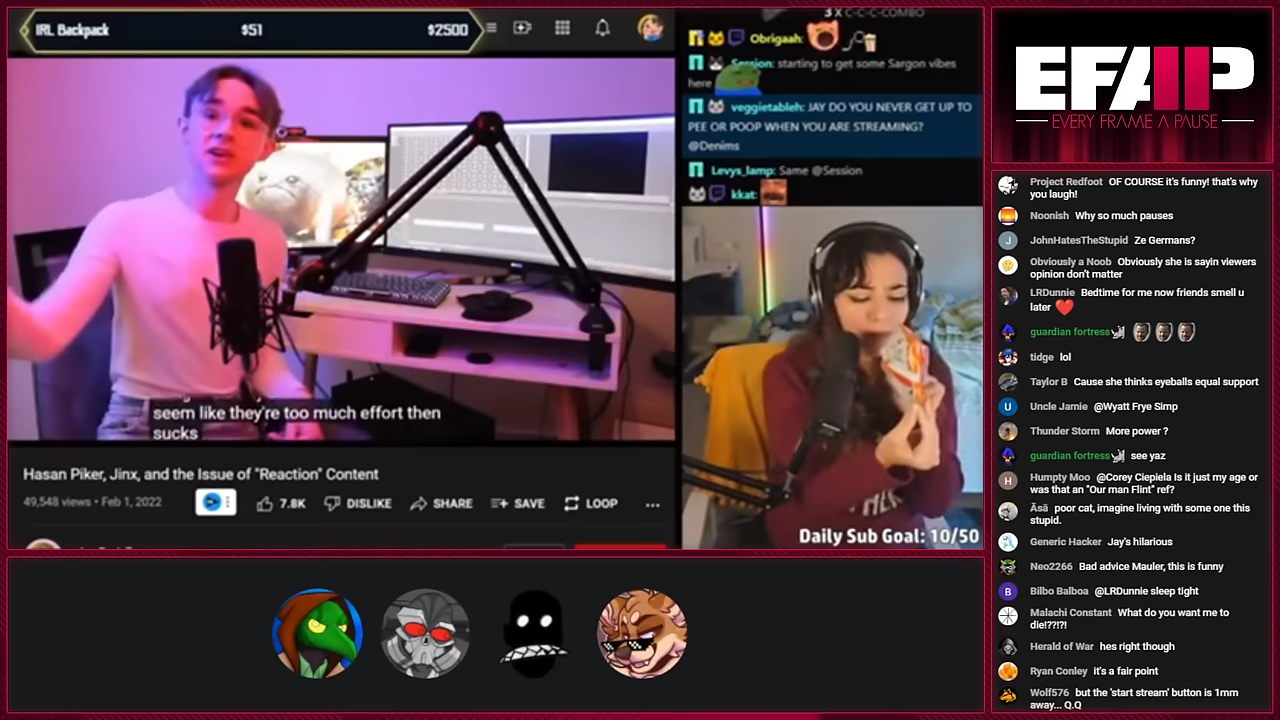 IRL Backpack
$51
$2500
seem like they're too much effort then
sucks
Hasan Piker, Jinx, and the Issue of "Reaction" Content
49,548 views • Feb 1, 2022
7.8K
DISLIKE
SHARE
SAVE
LOOP
3 X C-C-C-COMBO
Obrigaah:
Session: starting to get some Sargon vibes
here
veggietableh: JAY DO YOU NEVER GET UP TO
PEE OR POOP WHEN YOU ARE STREAMING?
@Denims
Levys_lamp: Same @Session
kkat:
Daily Sub Goal: 10/50
EFAP
EVERY FRAME A PAUSE
Project Redfoot OF COURSE it's funny! that's why
you laugh!
Noonish Why so much pauses
J
JohnHatesTheStupid Ze Germans?
Obviously a Noob Obviously she is sayin viewers
opinion don't matter
LRDunnie Bedtime for me now friends smell u
later
guardian fortress
tidge lol
Taylor B Cause she thinks eyeballs equal support
U
Uncle Jamie @Wyatt Frye Simp
Thunder Storm More power ?
guardian fortress see yaz
H
Humpty Moo @Corey Ciepiela Is it just my age or
was that an "Our man Flint" ref?
Āsā poor cat, imagine living with some one this
stupid.
Generic Hacker Jay's hilarious
Neo2266 Bad advice Mauler, this is funny
B
Bilbo Balboa @LRDunnie sleep tight
Malachi Constant What do you want me to
die!??!?!
Herald of War hes right though
Ryan Conley it's a fair point
Wolf576 but the 'start stream' button is 1mm
away... Q.Q